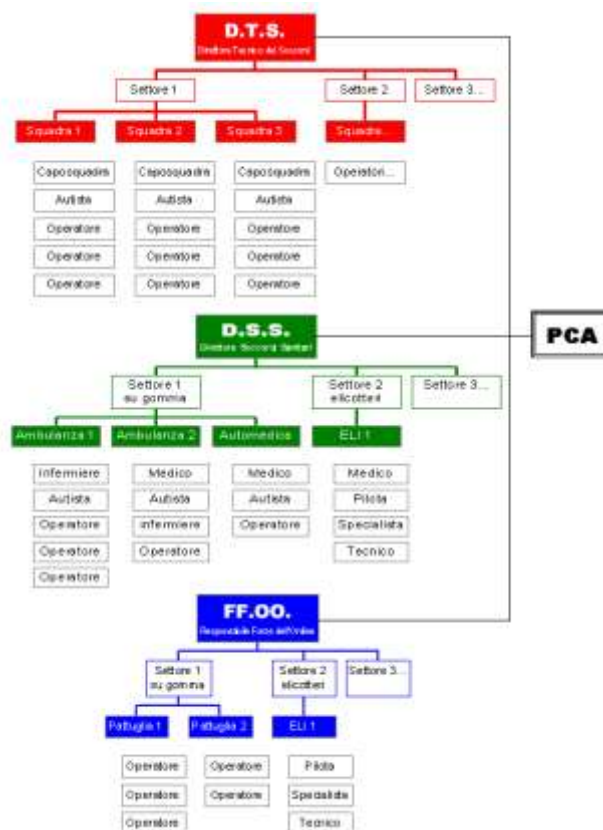 D.T.S.
Direttore Tecnico dei Soccorsi
Settore 1
Settore 2
Settore 3...
Squadra 1
Squadra 2
Squadra 3
Squadra...
Caposquadra
Caposquadra
Caposquadra
Operatori...
Autista
Autista
Autista
Operatore
Operatore
Operatore
Operatore
Operatore
Operatore
Operatore
Operatore
Operatore
D.S.S.
Direttore Soccorsi Sanitari
PCA
Settore 1
su gomma
Settore 2
elicotteri
Settore 3...
Ambulanza 1
Ambulanza 2
Automedica
ELI 1
Infermiere
Medico
Medico
Medico
Autista
Autista
Autista
Pilota
Operatore
infermiere
Operatore
Specialista
Operatore
Operatore
Tecnico
Operatore
FF.OO.
Responsabile Forze dell'Ordine
Settore 1
su gomma
Settore 2
elicotteri
Settore 3...
Pattuglia 1
Pattuglia 2
ELI 1
Operatore
Operatore
Pilota
Operatore
Operatore
Specialista
Operatore
Tecnico